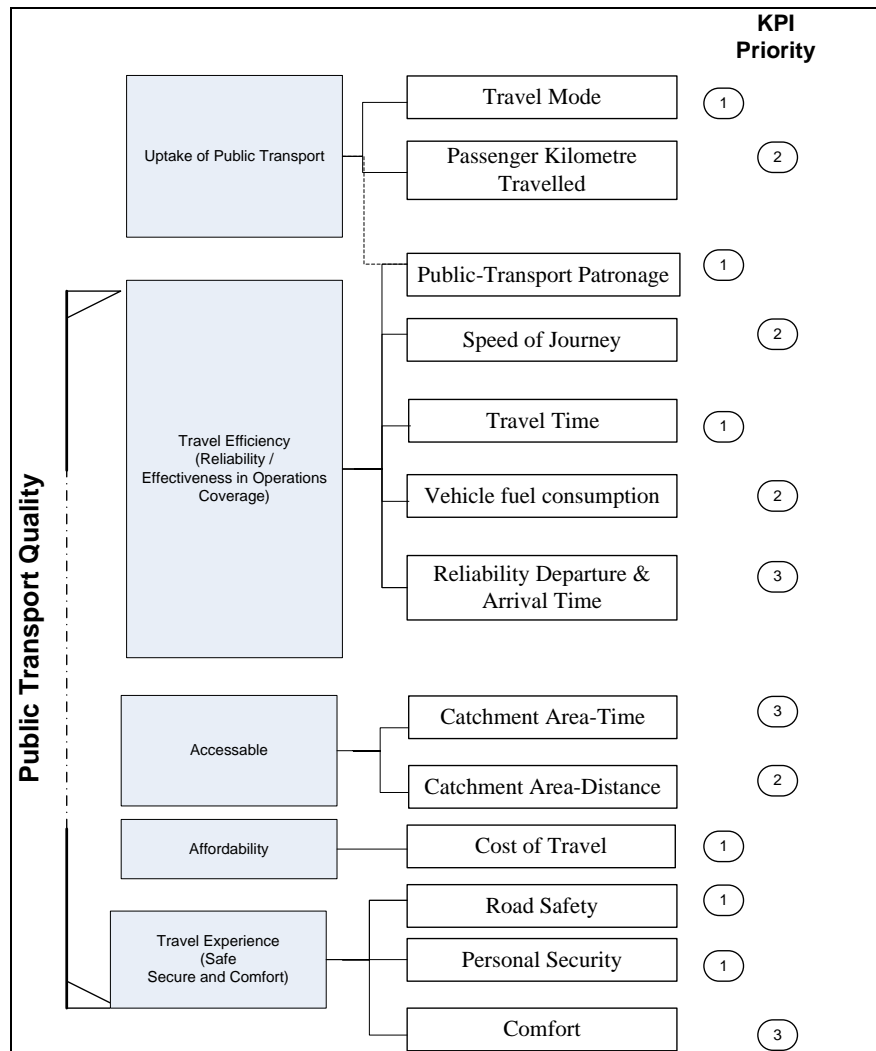 KPI
Priority
Travel Mode
1
Uptake of Public Transport
Passenger Kilometre
Travelled
2
Public-Transport Patronage
1
Speed of Journey
2
Travel Efficiency
(Reliability /
Effectiveness in Operations
Coverage)
Travel Time
1
Vehicle fuel consumption
2
Reliability Departure &
Arrival Time
3
Public Transport Quality
Accessable
Catchment Area-Time
3
Catchment Area-Distance
2
Affordability
Cost of Travel
1
Travel Experience
(Safe
Secure and Comfort)
Road Safety
1
Personal Security
1
Comfort
3